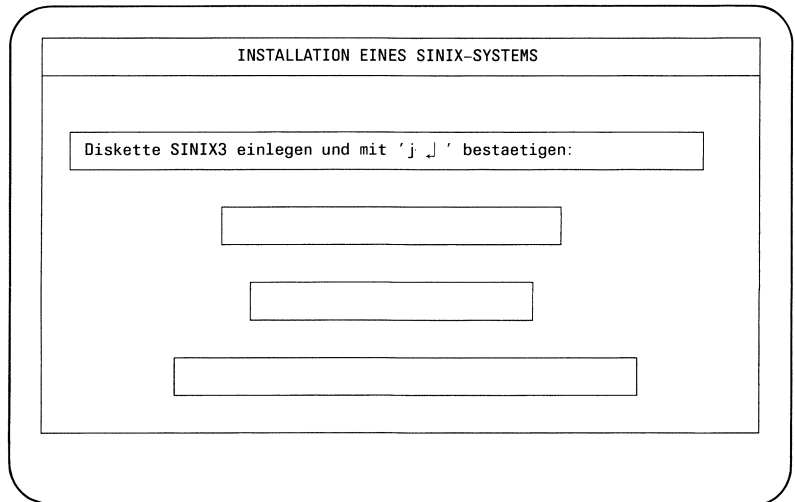 INSTALLATION EINES SINIX-SYSTEMS
Diskette SINIX3 einlegen und mit 'j ↵ ' bestaetigen: